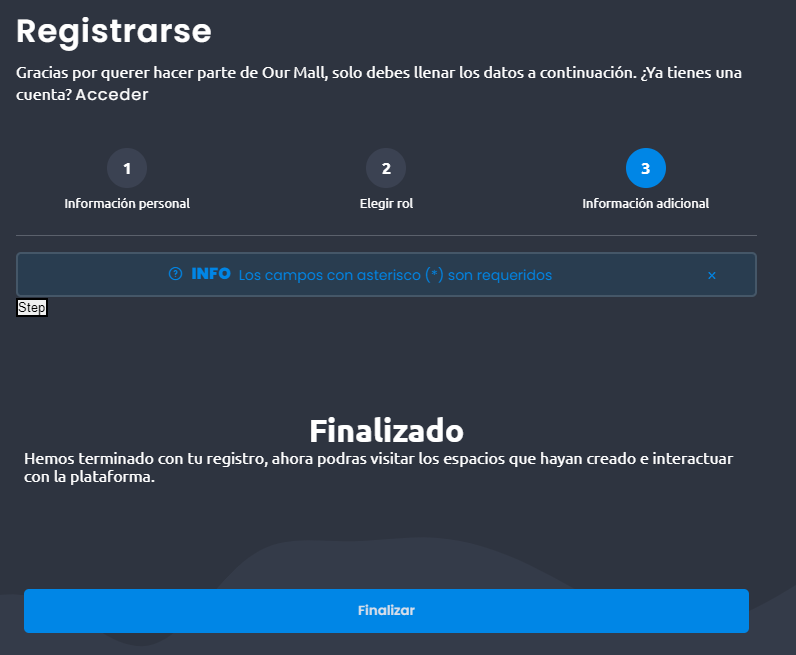 Registrarse
Gracias por querer hacer parte de Our Mall, solo debes llenar los datos a continuación. ¿Ya tienes una
cuenta? Acceder
1
2
3
Información personal
Elegir rol
Información adicional
INFO Los campos con asterisco (*) son requeridos ×
Step
Finalizado
Hemos terminado con tu registro, ahora podras visitar los espacios que hayan creado e interactuar
con la plataforma.
Finalizar